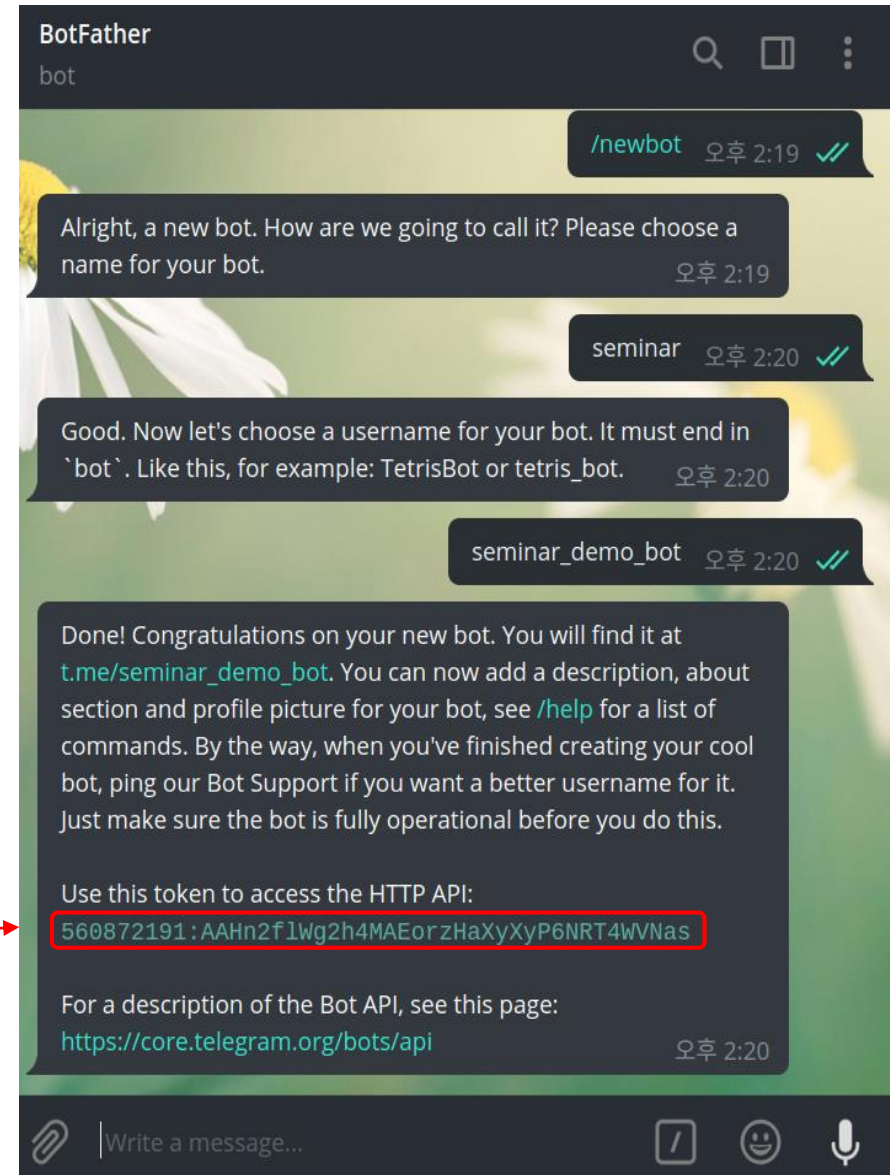 BotFather
bot
/newbot 오후 2:19
Alright, a new bot. How are we going to call it? Please choose a
name for your bot.
오후 2:19
seminar 오후 2:20
Good. Now let's choose a username for your bot. It must end in
`bot`. Like this, for example: TetrisBot or tetris_bot.
오후 2:20
seminar_demo_bot 오후 2:20
Done! Congratulations on your new bot. You will find it at
t.me/seminar_demo_bot. You can now add a description, about
section and profile picture for your bot, see /help for a list of
commands. By the way, when you've finished creating your cool
bot, ping our Bot Support if you want a better username for it.
Just make sure the bot is fully operational before you do this.
Use this token to access the HTTP API:
560872191:AAHn2flWg2h4MAEorzHaXyXyP6NRT4WVNas
For a description of the Bot API, see this page:
https://core.telegram.org/bots/api
오후 2:20
Write a message...